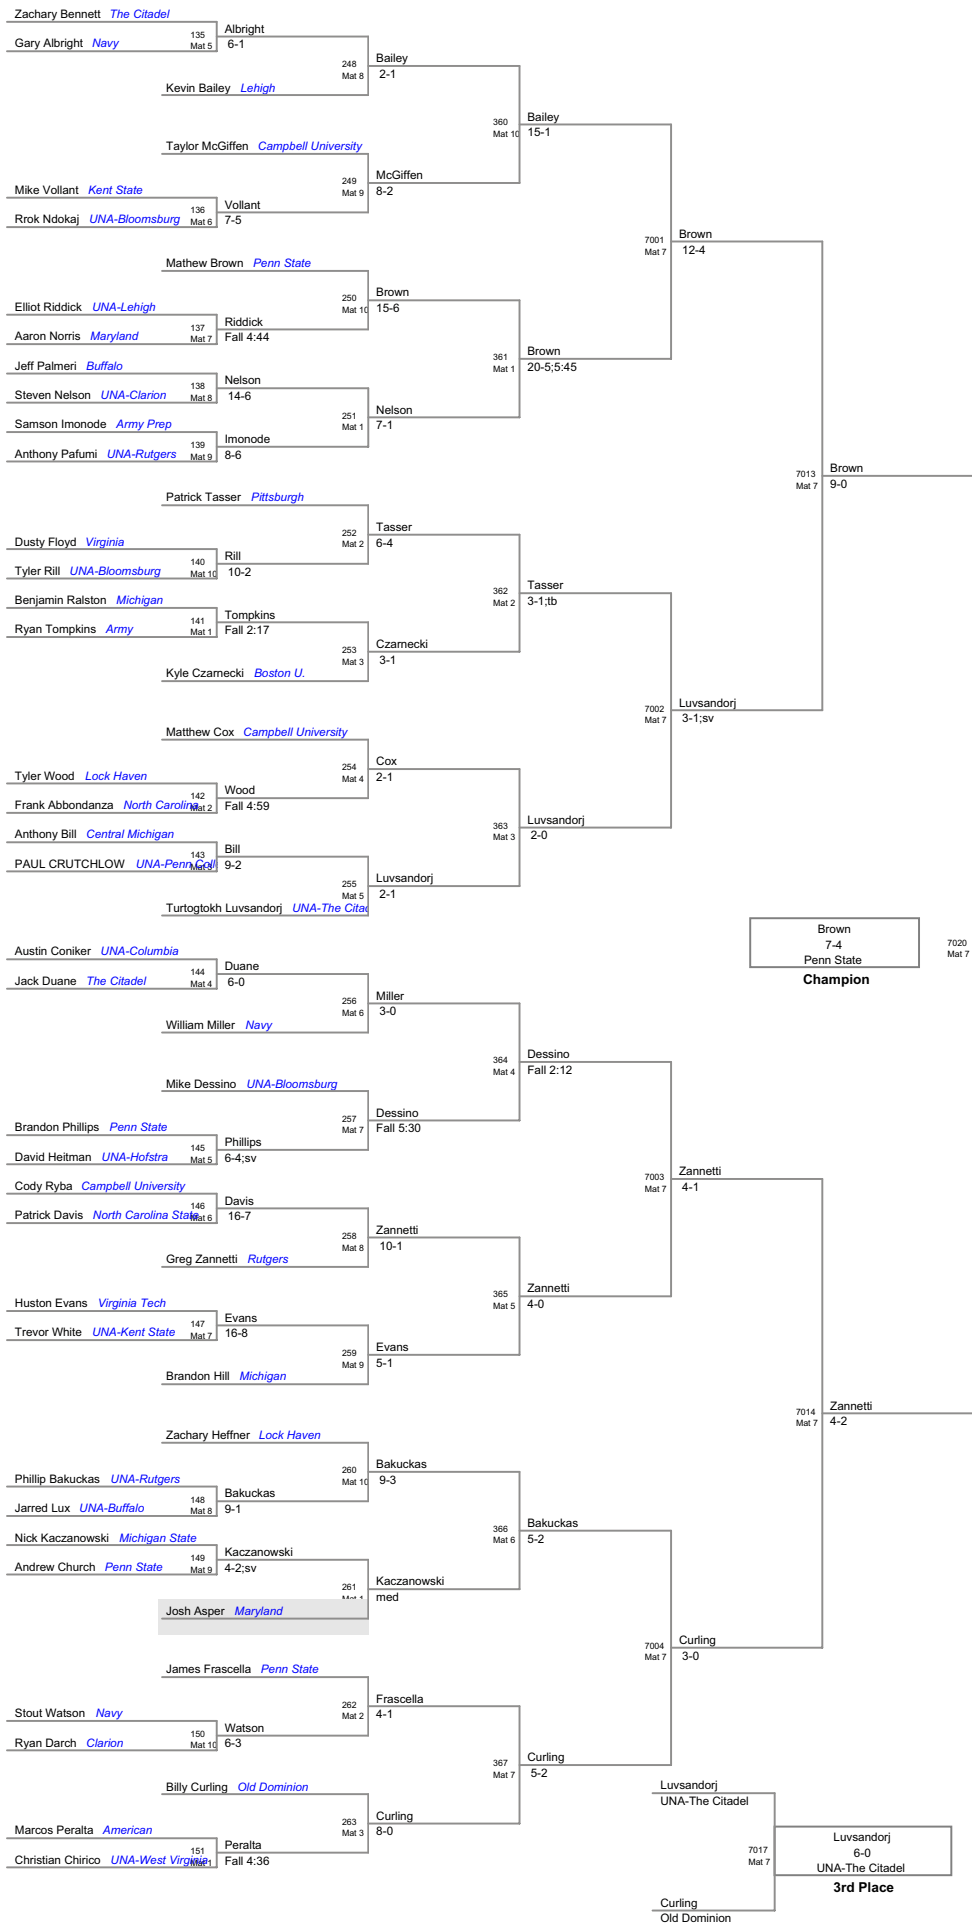 Zachary Bennett The Citadel
135 Albright
Gary Albright Navy Mat 5 6-1
248 Bailey
Mat 8 2-1
Kevin Bailey Lehigh
360 Bailey
Mat 10 15-1
Taylor McGiffen Campbell University
249 McGiffen
Mat 9 8-2
Mike Vollant Kent State
136 Vollant
Rrok Ndokaj UNA-Bloomsburg Mat 6 7-5
7001 Brown
Mat 7 12-4
Mathew Brown Penn State
250 Brown
Mat 10 15-6
Elliot Riddick UNA-Lehigh
137 Riddick
Aaron Norris Maryland Mat 7 Fall 4:44
361 Brown
Mat 1 20-5;5:45
Jeff Palmeri Buffalo
138 Nelson
Steven Nelson UNA-Clarion Mat 8 14-6
251 Nelson
Mat 1 7-1
Samson Imonode Army Prep
139 Imonode
Anthony Pafumi UNA-Rutgers Mat 9 8-6
7013 Brown
Mat 7 9-0
Patrick Tasser Pittsburgh
252 Tasser
Mat 2 6-4
Dusty Floyd Virginia
140 Rill
Tyler Rill UNA-Bloomsburg Mat 10 10-2
362 Tasser
Mat 2 3-1;tb
Benjamin Ralston Michigan
141 Tompkins
Ryan Tompkins Army Mat 1 Fall 2:17
253 Czarnecki
Mat 3 3-1
Kyle Czarnecki Boston U.
7002 Luvsandorj
Mat 7 3-1;sv
Matthew Cox Campbell University
254 Cox
Mat 4 2-1
Tyler Wood Lock Haven
142 Wood
Frank Abbondanza North Carolina Mat 2 Fall 4:59
363 Luvsandorj
Mat 3 2-0
Anthony Bill Central Michigan
143 Bill
PAUL CRUTCHLOW UNA-Penn Coll Mat 3 9-2
255 Luvsandorj
Mat 5 2-1
Turtogtokh Luvsandorj UNA-The Citad
Brown
7-4
Penn State
7020
Mat 7
Champion
Austin Coniker UNA-Columbia
144 Duane
Jack Duane The Citadel Mat 4 6-0
256 Miller
Mat 6 3-0
William Miller Navy
364 Dessino
Mat 4 Fall 2:12
Mike Dessino UNA-Bloomsburg
257 Dessino
Mat 7 Fall 5:30
Brandon Phillips Penn State
145 Phillips
David Heitman UNA-Hofstra Mat 5 6-4;sv
7003 Zannetti
Mat 7 4-1
Cody Ryba Campbell University
146 Davis
Patrick Davis North Carolina State Mat 6 16-7
258 Zannetti
Mat 8 10-1
Greg Zannetti Rutgers
365 Zannetti
Mat 5 4-0
Huston Evans Virginia Tech
147 Evans
Trevor White UNA-Kent State Mat 7 16-8
259 Evans
Mat 9 5-1
Brandon Hill Michigan
7014 Zannetti
Mat 7 4-2
Zachary Heffner Lock Haven
260 Bakuckas
Mat 10 9-3
Phillip Bakuckas UNA-Rutgers
148 Bakuckas
Jarred Lux UNA-Buffalo Mat 8 9-1
366 Bakuckas
Mat 6 5-2
Nick Kaczanowski Michigan State
149 Kaczanowski
Andrew Church Penn State Mat 9 4-2;sv
261 Kaczanowski
med
Josh Asper Maryland
7004 Curling
Mat 7 3-0
James Frascella Penn State
262 Frascella
Mat 2 4-1
Stout Watson Navy
150 Watson
Ryan Darch Clarion Mat 10 6-3
367 Curling
Mat 7 5-2
Billy Curling Old Dominion
263 Curling
Mat 3 8-0
Marcos Peralta American
151 Peralta
Christian Chirico UNA-West Virginia Mat 1 Fall 4:36
Luvsandorj
UNA-The Citadel
7017
Mat 7
Luvsandorj
6-0
UNA-The Citadel
3rd Place
Curling
Old Dominion